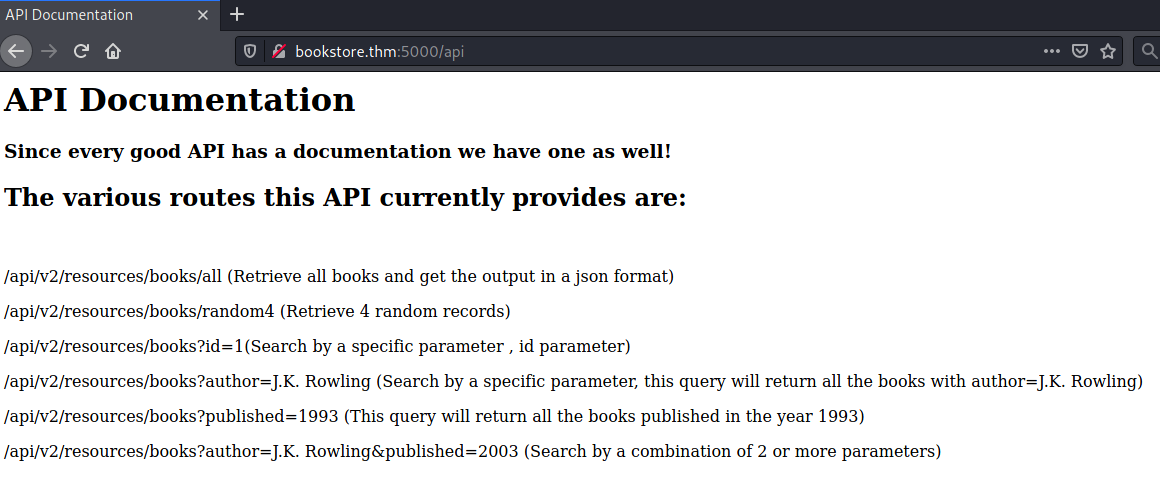 API Documentation
bookstore.thm:5000/api
API Documentation
Since every good API has a documentation we have one as well!
The various routes this API currently provides are:
/api/v2/resources/books/all (Retrieve all books and get the output in a json format)
/api/v2/resources/books/random4 (Retrieve 4 random records)
/api/v2/resources/books?id=1(Search by a specific parameter , id parameter)
/api/v2/resources/books?author=J.K. Rowling (Search by a specific parameter, this query will return all the books with author=J.K. Rowling)
/api/v2/resources/books?published=1993 (This query will return all the books published in the year 1993)
/api/v2/resources/books?author=J.K. Rowling&published=2003 (Search by a combination of 2 or more parameters)